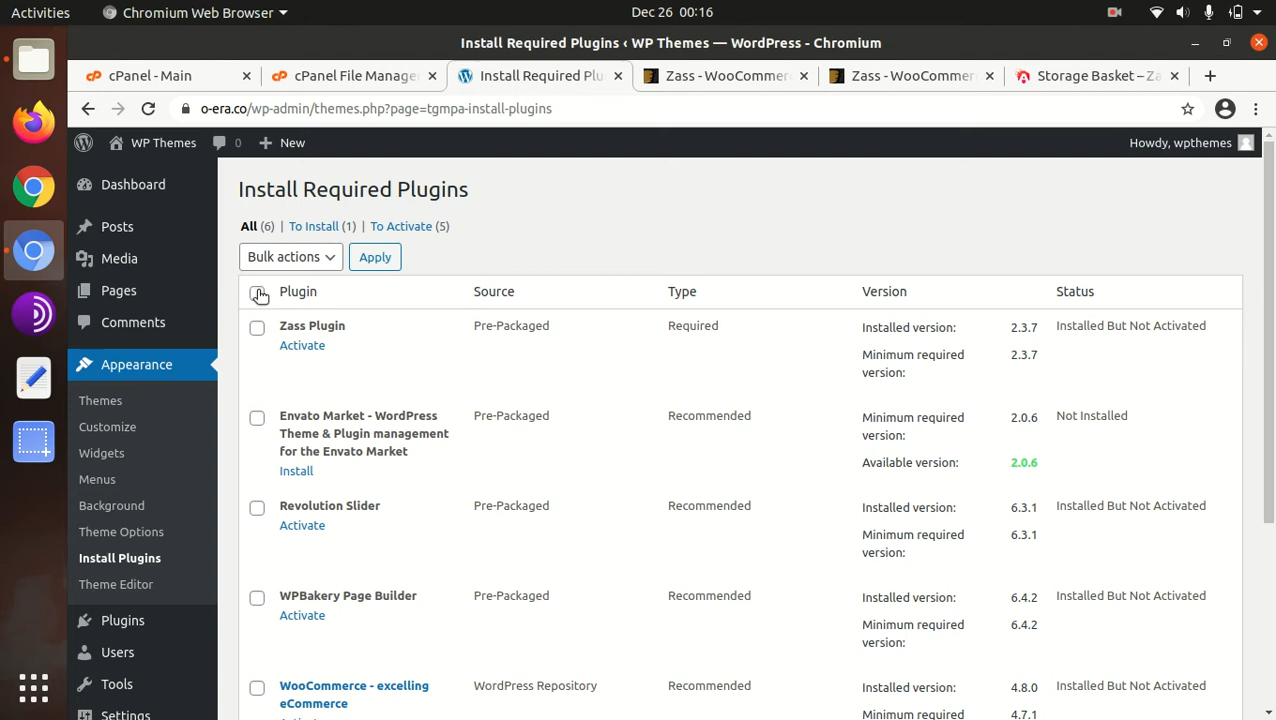 Activities Chromium Web Browser Dec 26 00:16
Install Required Plugins ‹ WP Themes — WordPress - Chromium
cPanel - Main cPanel File Manage Install Required Plu Zass - WooCommer Zass - WooCommer Storage Basket – Za
o-era.co/wp-admin/themes.php?page=tgmpa-install-plugins
WP Themes 0 New Howdy, wpthemes
Dashboard
Posts
Media
Pages
Comments
Appearance
Themes
Customize
Widgets
Menus
Background
Theme Options
Install Plugins
Theme Editor
Plugins
Users
Tools
Settings
Install Required Plugins
All (6) | To Install (1) | To Activate (5)
Bulk actions Apply
Plugin Source Type Version Status
Zass Plugin Pre-Packaged Required Installed version: 2.3.7 Installed But Not Activated
Activate
Minimum required 2.3.7
version:
Envato Market - WordPress Pre-Packaged Recommended Minimum required 2.0.6 Not Installed
Theme & Plugin management version:
for the Envato Market
Available version: 2.0.6
Install
Revolution Slider Pre-Packaged Recommended Installed version: 6.3.1 Installed But Not Activated
Activate
Minimum required 6.3.1
version:
WPBakery Page Builder Pre-Packaged Recommended Installed version: 6.4.2 Installed But Not Activated
Activate
Minimum required 6.4.2
version:
WooCommerce - excelling WordPress Repository Recommended Installed version: 4.8.0 Installed But Not Activated
eCommerce
Minimum required 4.7.1